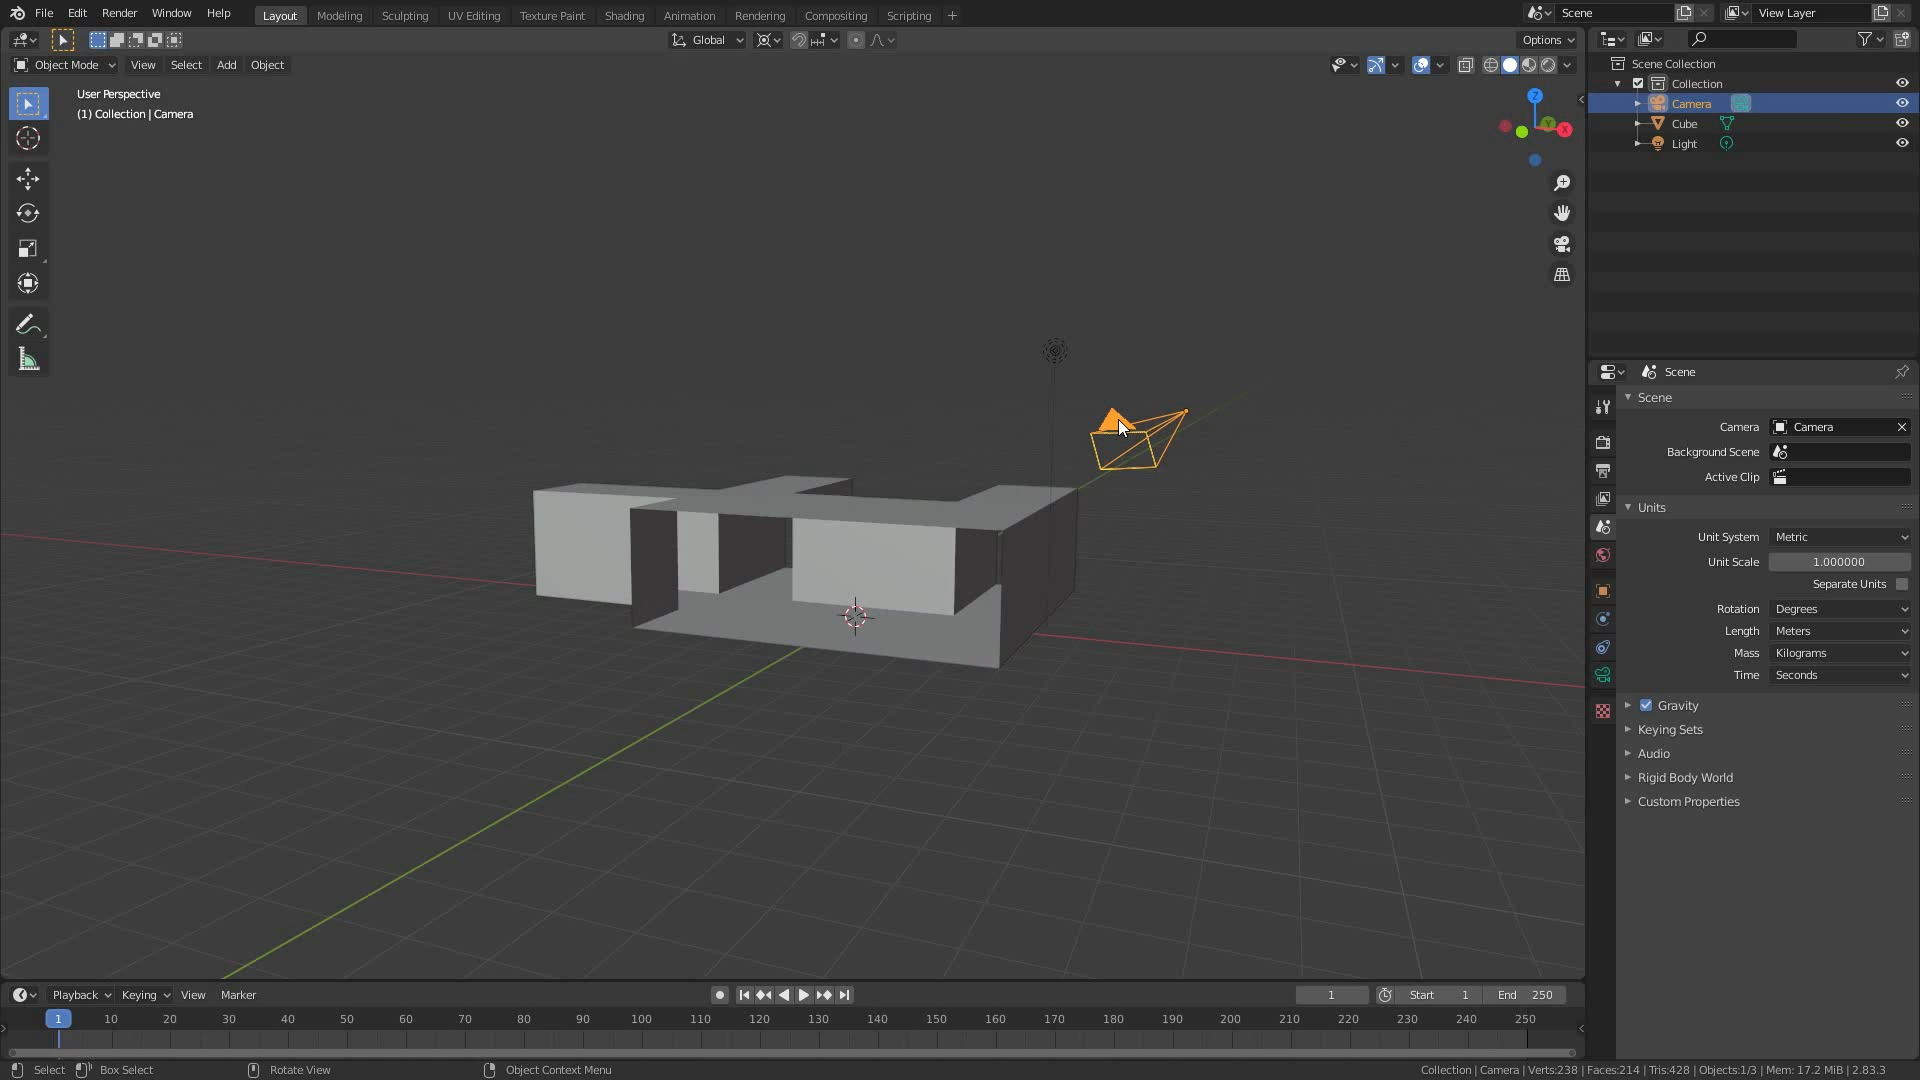 File Edit Render Window Help Layout Modeling Sculpting UV Editing Texture Paint Shading Animation Rendering Compositing Scripting + Scene View Layer
Global Options
Object Mode View Select Add Object
User Perspective
(1) Collection | Camera
Z
Y
X
Scene Collection
Collection
Camera
Cube
Light
Scene
Scene
Camera Camera
Background Scene
Active Clip
Units
Unit System Metric
Unit Scale 1.000000
Separate Units
Rotation Degrees
Length Meters
Mass Kilograms
Time Seconds
Gravity
Keying Sets
Audio
Rigid Body World
Custom Properties
Playback Keying View Marker 1 Start 1 End 250
1 10 20 30 40 50 60 70 80 90 100 110 120 130 140 150 160 170 180 190 200 210 220 230 240 250
Select Box Select Rotate View Object Context Menu Collection | Camera | Verts:238 | Faces:214 | Tris:428 | Objects:1/3 | Mem: 17.2 MiB | 2.83.3